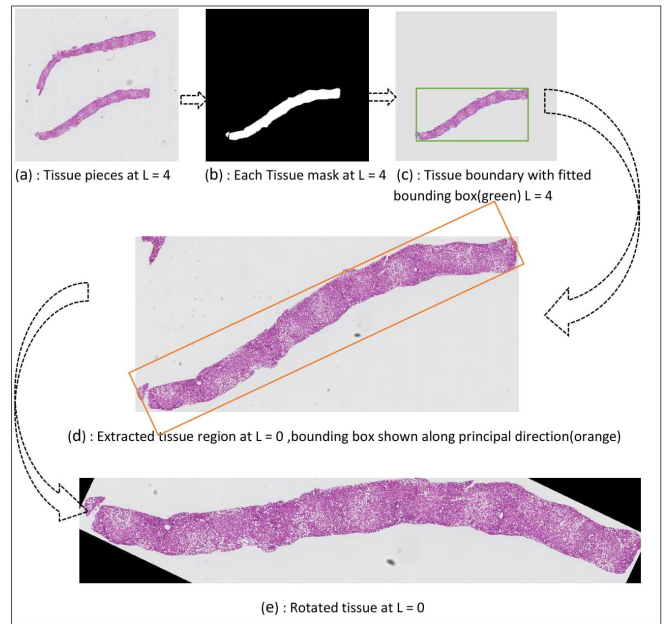 (a) : Tissue pieces at L = 4
(b) : Each Tissue mask at L = 4
(c) : Tissue boundary with fitted
bounding box(green) L = 4
(d) : Extracted tissue region at L = 0 ,bounding box shown along principal direction(orange)
(e) : Rotated tissue at L = 0